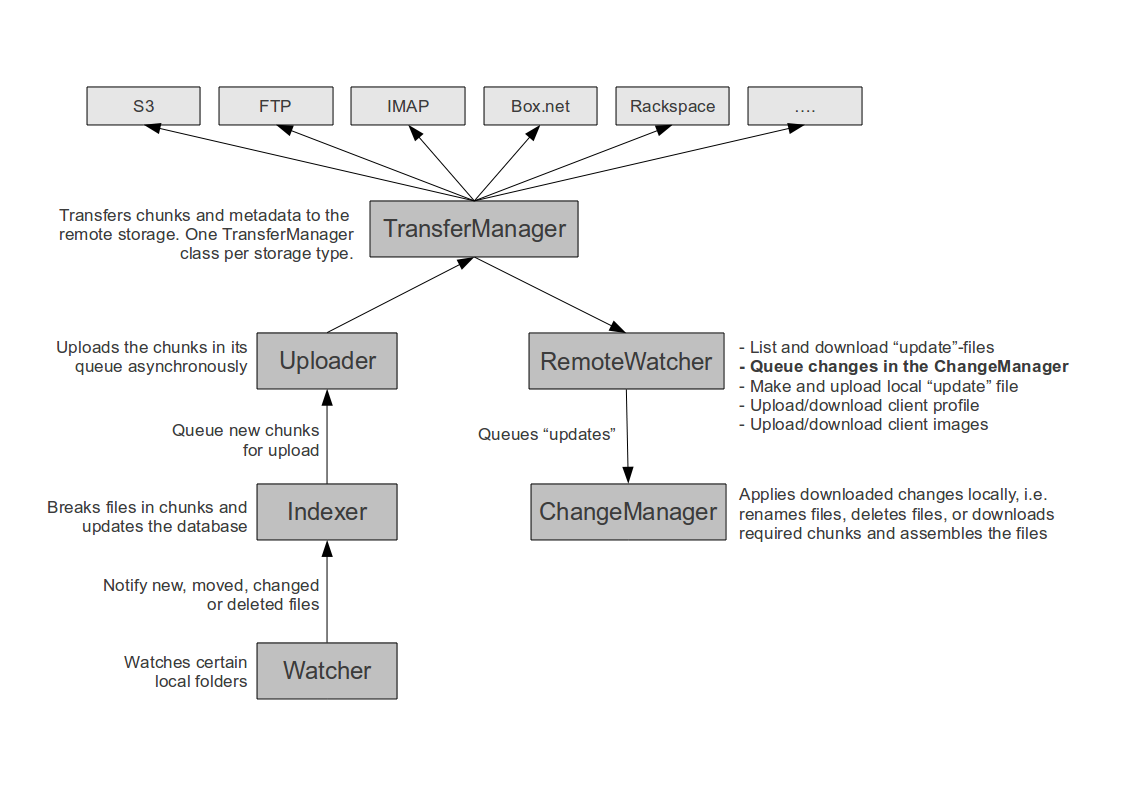 S3
FTP
IMAP
Box.net
Rackspace
....
Transfers chunks and metadata to the
remote storage. One TransferManager
class per storage type.
TransferManager
Uploads the chunks in its
queue asynchronously
Uploader
RemoteWatcher
- List and download “update”-files
- Queue changes in the ChangeManager
- Make and upload local “update” file
- Upload/download client profile
- Upload/download client images
Queue new chunks
for upload
Queues “updates”
Breaks files in chunks and
updates the database
Indexer
ChangeManager
Applies downloaded changes locally, i.e.
renames files, deletes files, or downloads
required chunks and assembles the files
Notify new, moved, changed
or deleted files
Watches certain
local folders
Watcher